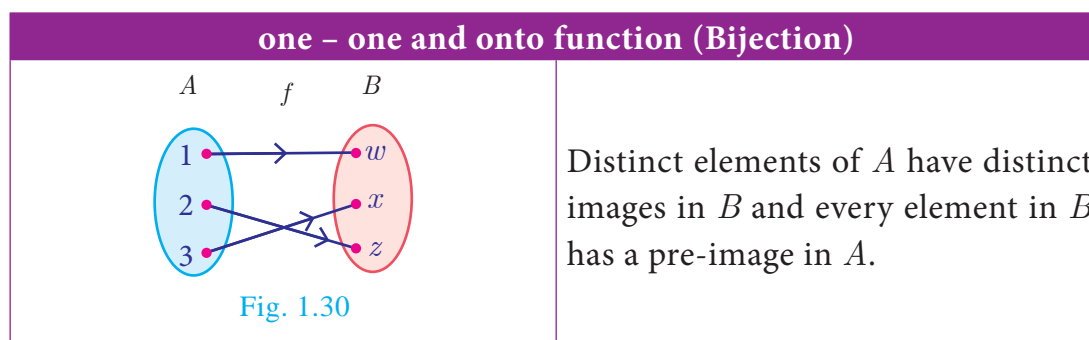 one – one and onto function (Bijection)
A f B
1 w
2 x
3 z
Fig. 1.30
Distinct elements of A have distinct
images in B and every element in B
has a pre-image in A.